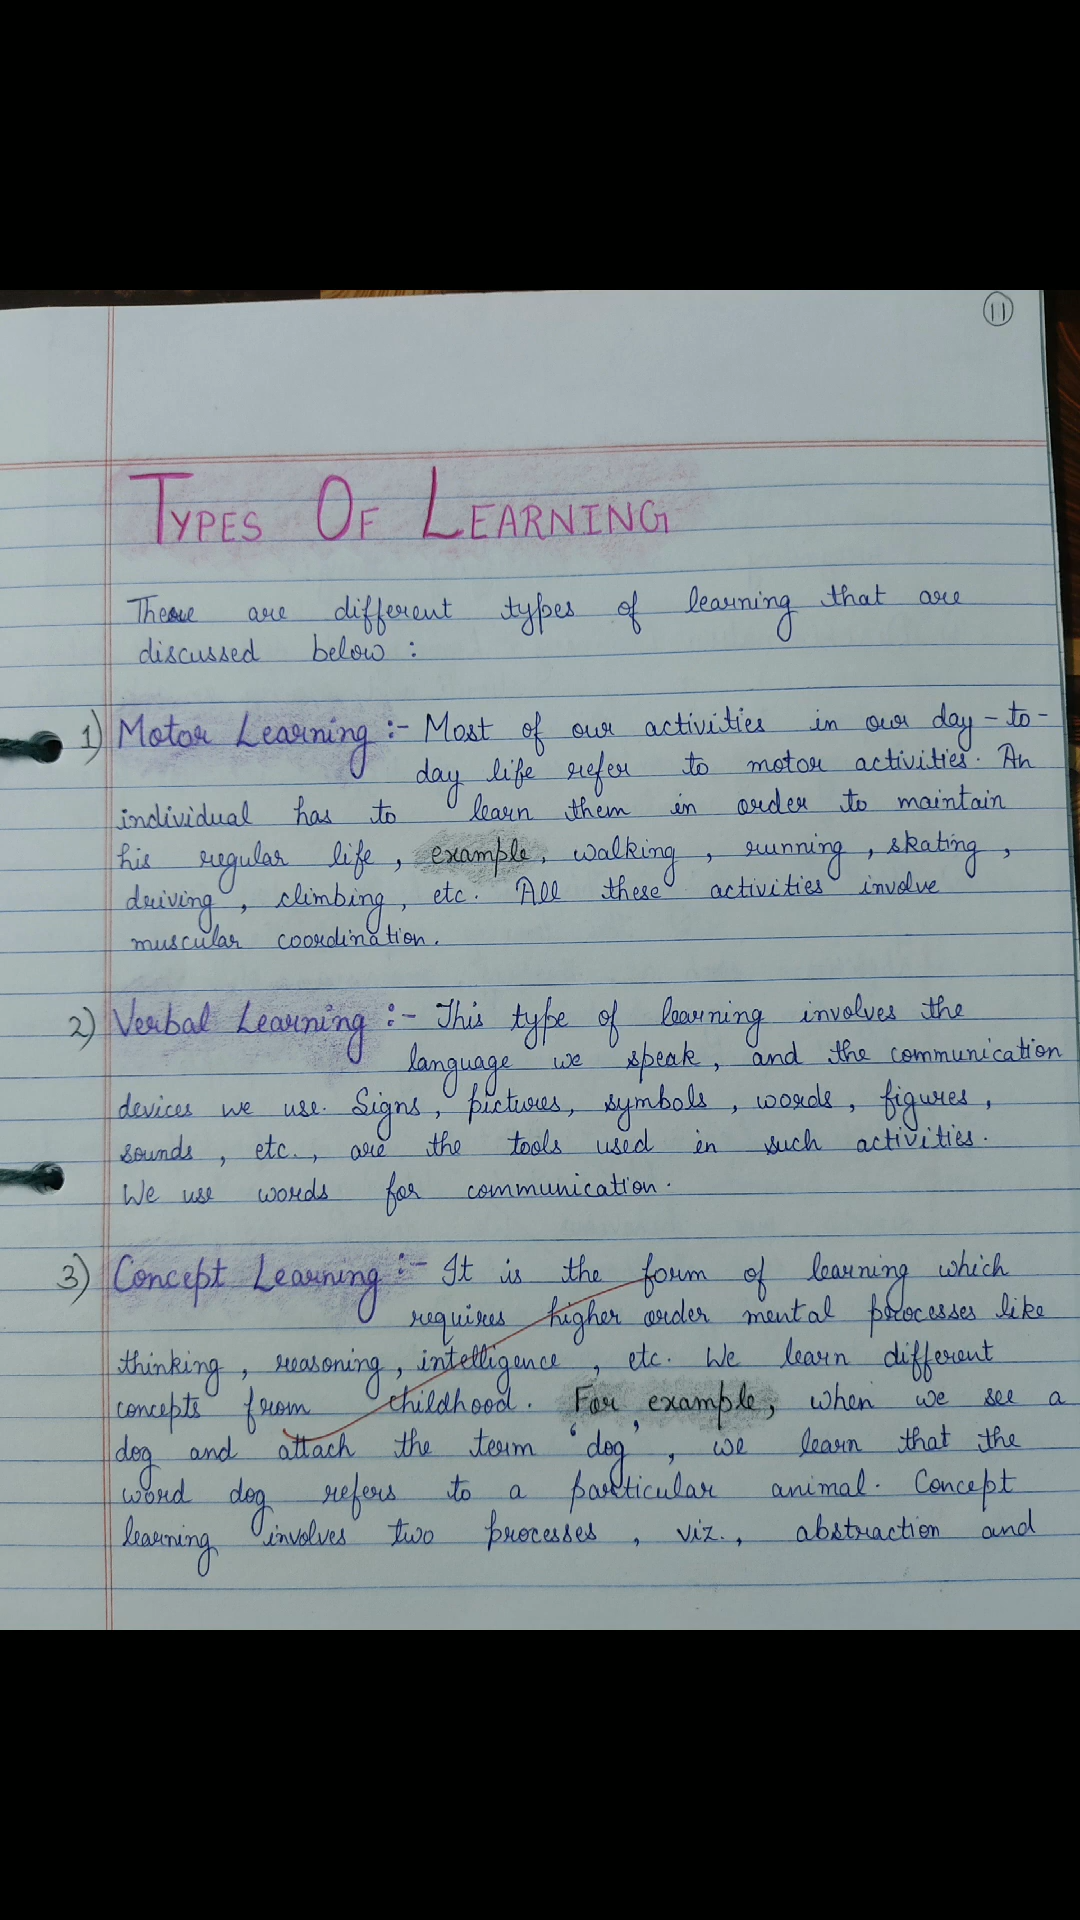 11
TYPES OF LEARNING
There are different types of learning that are
discussed below :
1) Motor Learning :- Most of our activities in our day-to-
day life refer to motor activities. An
individual has to learn them in order to maintain
his regular life, example, walking, running, skating,
driving, climbing, etc. All these activities involve
muscular coordination.
2) Verbal Learning :- This type of learning involves the
language we speak, and the communication
devices we use. Signs, pictures, symbols, words, figures,
sounds, etc., are the tools used in such activities.
We use words for communication.
3) Concept Learning :- It is the form of learning which
requires higher order mental processes like
thinking, reasoning, intelligence, etc. We learn different
concepts from childhood. For example, when we see a
dog and attach the term 'dog', we learn that the
word dog refers to a particular animal. Concept
learning involves two processes, viz., abstraction and